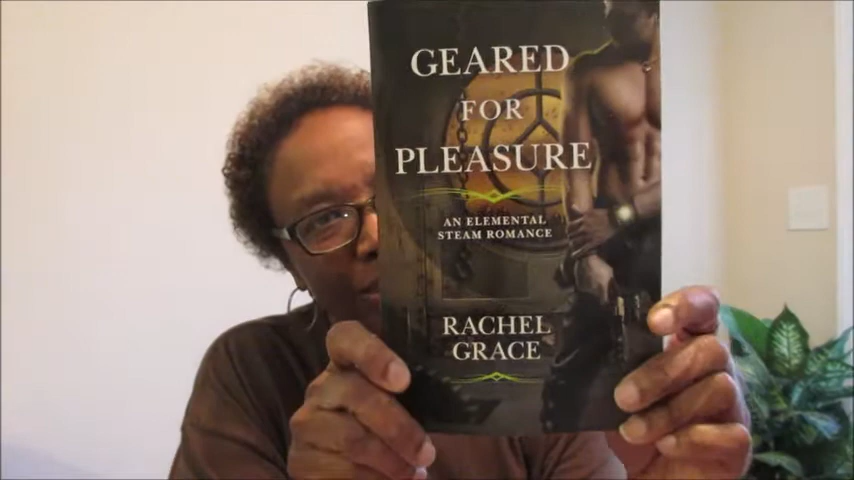 GEARED
FOR
PLEASURE
AN ELEMENTAL
STEAM ROMANCE
RACHEL
GRACE